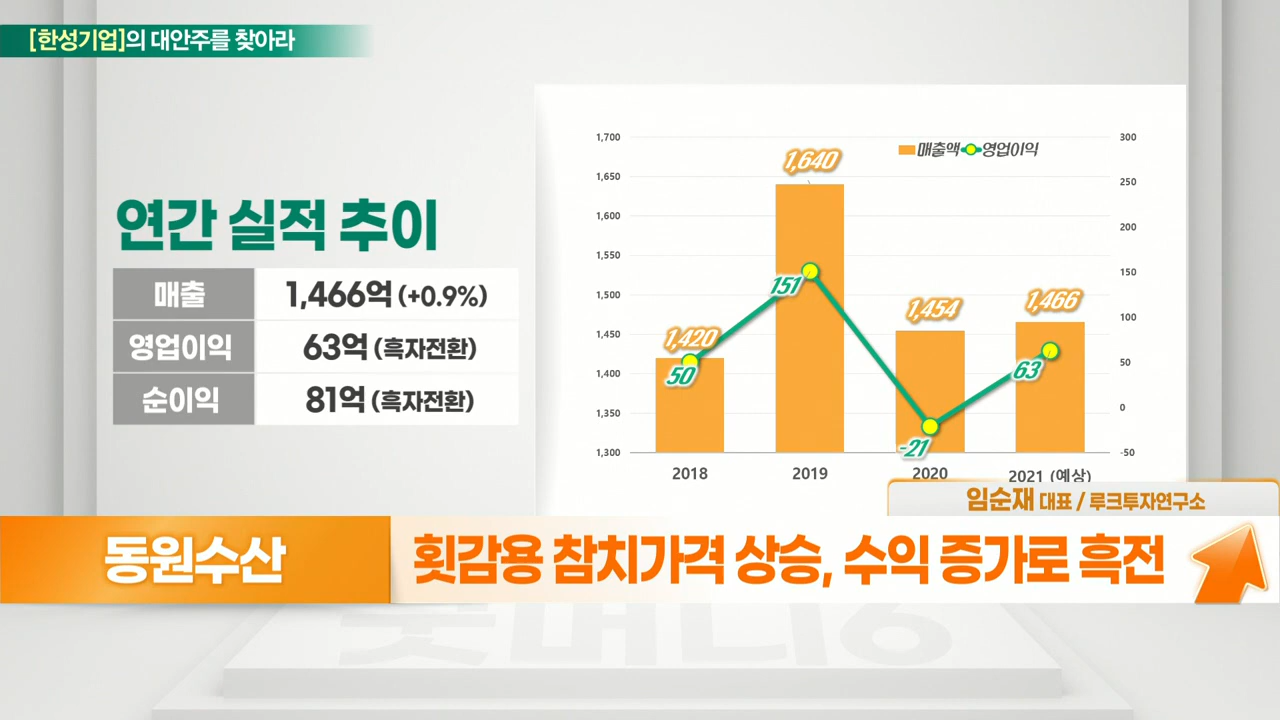 [한성기업]의 대안주를 찾아라
연간 실적 추이
매출 1,466억 (+0.9%)
영업이익 63억 (흑자전환)
순이익 81억 (흑자전환)
매출액 영업이익
1,700
1,650
1,600
1,550
1,500
1,450
1,400
1,350
1,300
300
250
200
150
100
50
0
-50
1,420
1,640
1,454
1,466
50
151
-21
63
2018 2019 2020 2021 (예상)
임순재 대표 / 루크투자연구소
동원수산
횟감용 참치가격 상승, 수익 증가로 흑전